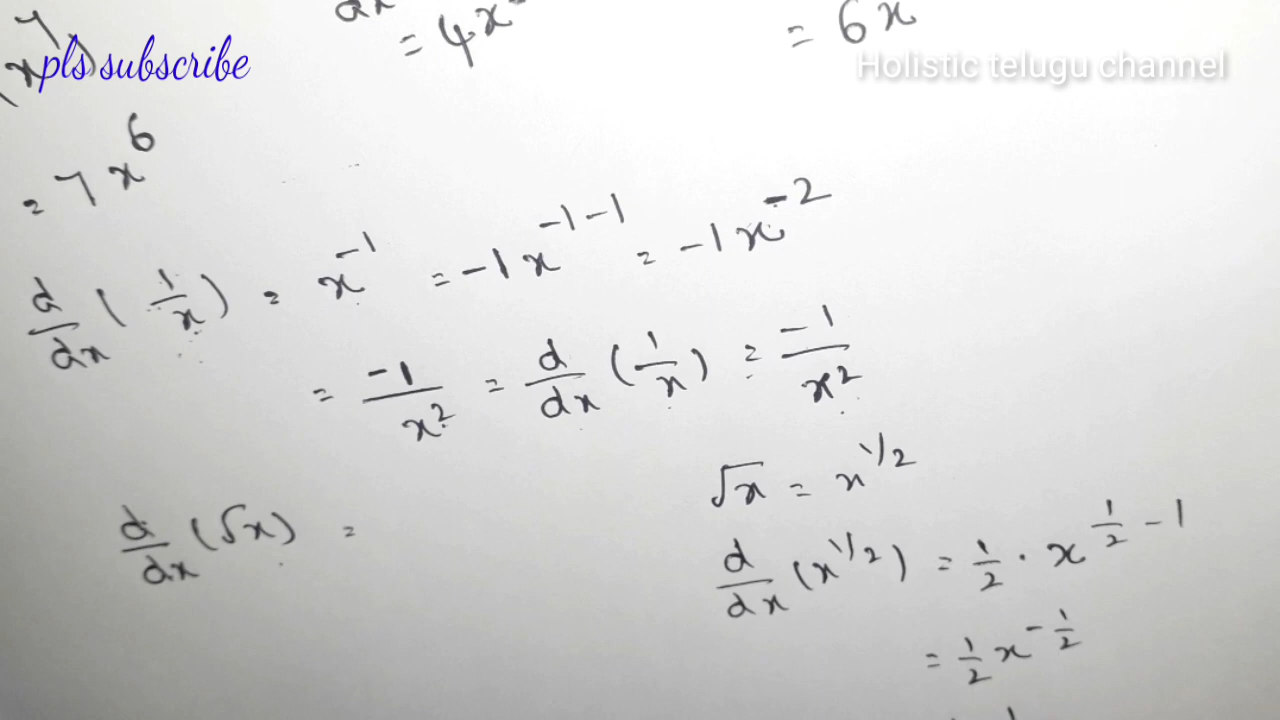 = 4x
= 6x
pls subscribe
Holistic telugu channel
= 7x^6
d/dx (1/x) = x^-1 = -1x^-1-1 = -1x^-2
= -1/x^2 = d/dx (1/x) = -1/x^2
√x = x^1/2
d/dx (√x) =
d/dx (x^1/2) = 1/2 · x^1/2 - 1
= 1/2 x^-1/2